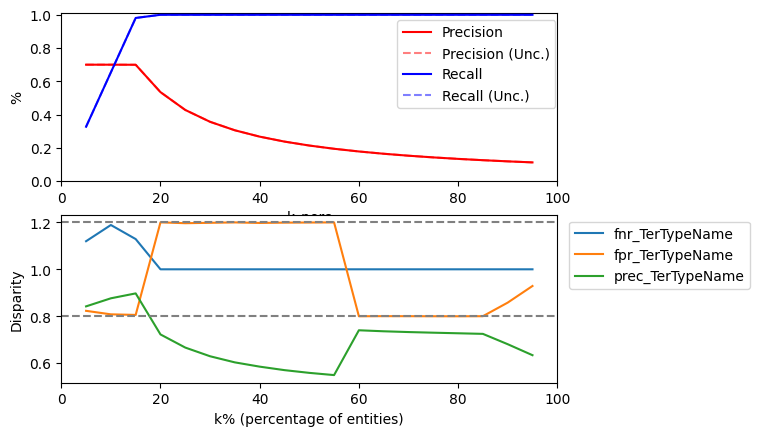 1.0
0.8
0.6
0.4
0.2
0.0
%
0 20 40 60 80 100
Precision
Precision (Unc.)
Recall
Recall (Unc.)
1.2
1.0
0.8
0.6
Disparity
0 20 40 60 80 100
k% (percentage of entities)
fnr_TerTypeName
fpr_TerTypeName
prec_TerTypeName